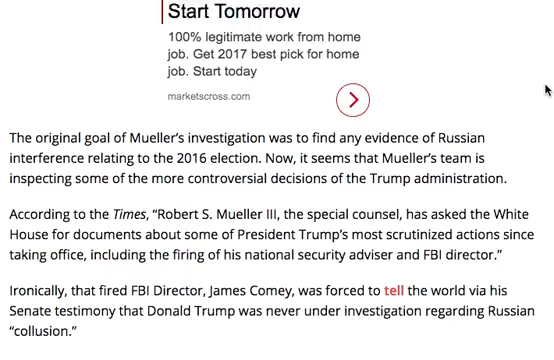 Start Tomorrow
100% legitimate work from home
job. Get 2017 best pick for home
job. Start today
marketscross.com
The original goal of Mueller’s investigation was to find any evidence of Russian
interference relating to the 2016 election. Now, it seems that Mueller’s team is
inspecting some of the more controversial decisions of the Trump administration.
According to the Times, “Robert S. Mueller III, the special counsel, has asked the White
House for documents about some of President Trump’s most scrutinized actions since
taking office, including the firing of his national security adviser and FBI director.”
Ironically, that fired FBI Director, James Comey, was forced to tell the world via his
Senate testimony that Donald Trump was never under investigation regarding Russian
“collusion.”